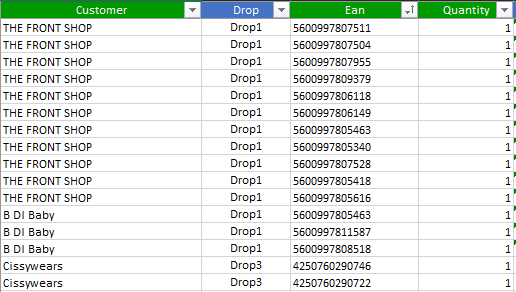 Customer Drop Ean Quantity
THE FRONT SHOP Drop1 5600997807511 1
THE FRONT SHOP Drop1 5600997807504 1
THE FRONT SHOP Drop1 5600997807955 1
THE FRONT SHOP Drop1 5600997809379 1
THE FRONT SHOP Drop1 5600997806118 1
THE FRONT SHOP Drop1 5600997806149 1
THE FRONT SHOP Drop1 5600997805463 1
THE FRONT SHOP Drop1 5600997805340 1
THE FRONT SHOP Drop1 5600997807528 1
THE FRONT SHOP Drop1 5600997805418 1
THE FRONT SHOP Drop1 5600997805616 1
B DI Baby Drop1 5600997805463 1
B DI Baby Drop1 5600997811587 1
B DI Baby Drop1 5600997808518 1
Cissywears Drop3 4250760290746 1
Cissywears Drop3 4250760290722 1